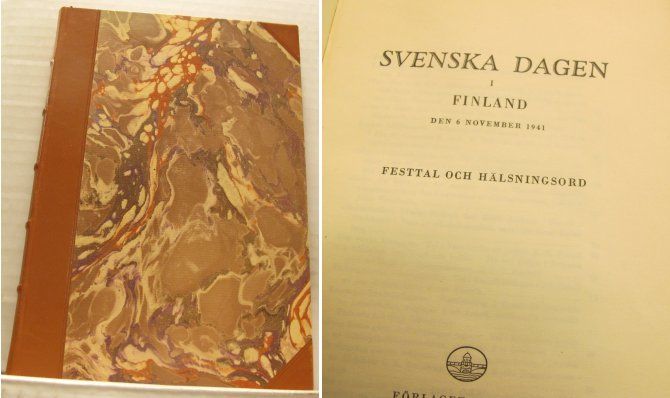 SVENSKA DAGEN
I
FINLAND
DEN 6 NOVEMBER 1941
FESTTAL OCH HÄLSNINGSORD